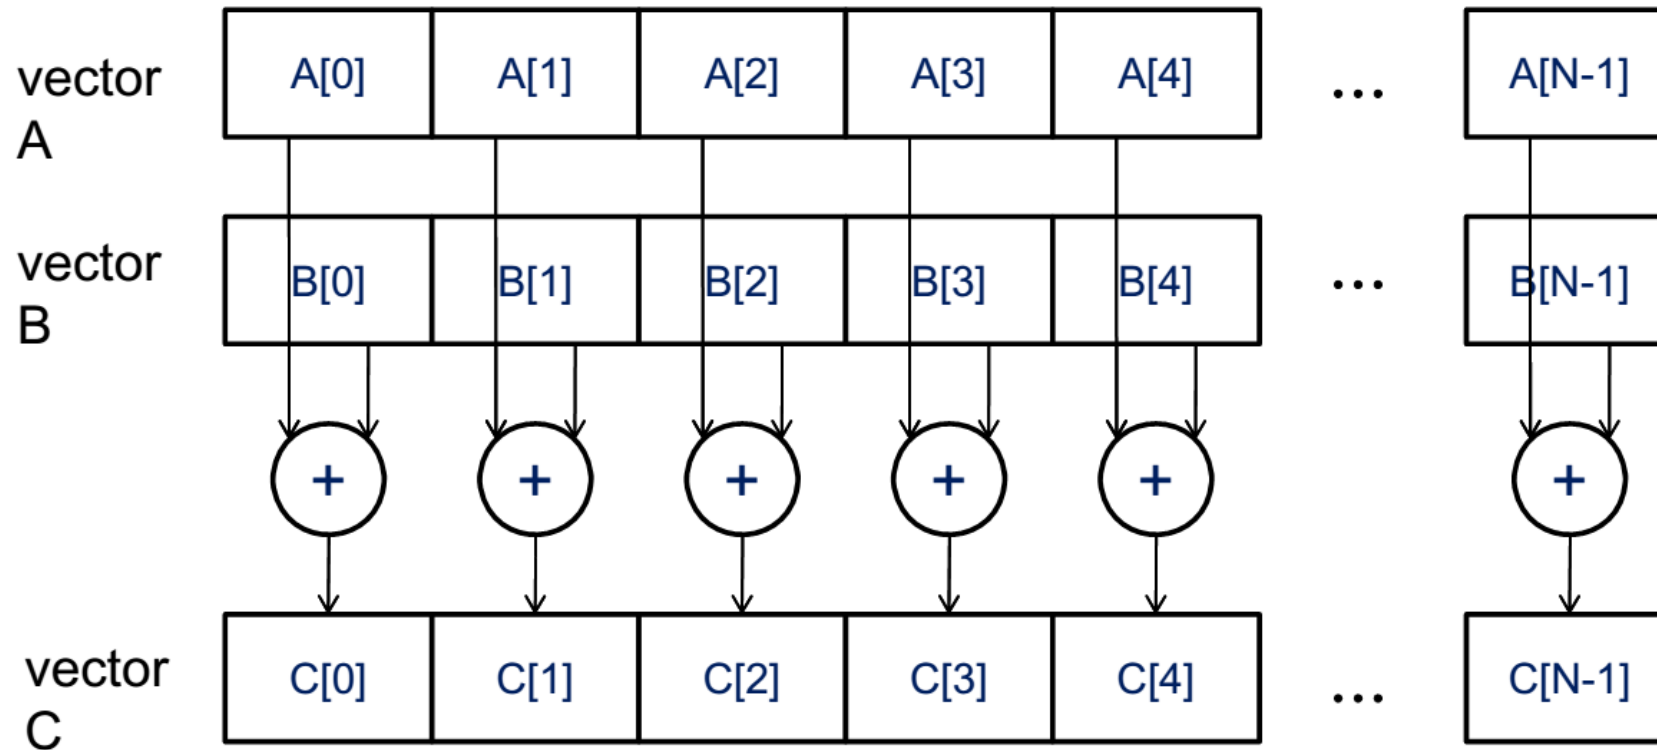 vector A A[0] A[1] A[2] A[3] A[4] ... A[N-1]
vector B B[0] B[1] B[2] B[3] B[4] ... B[N-1]
+ + + + + +
vector C C[0] C[1] C[2] C[3] C[4] ... C[N-1]